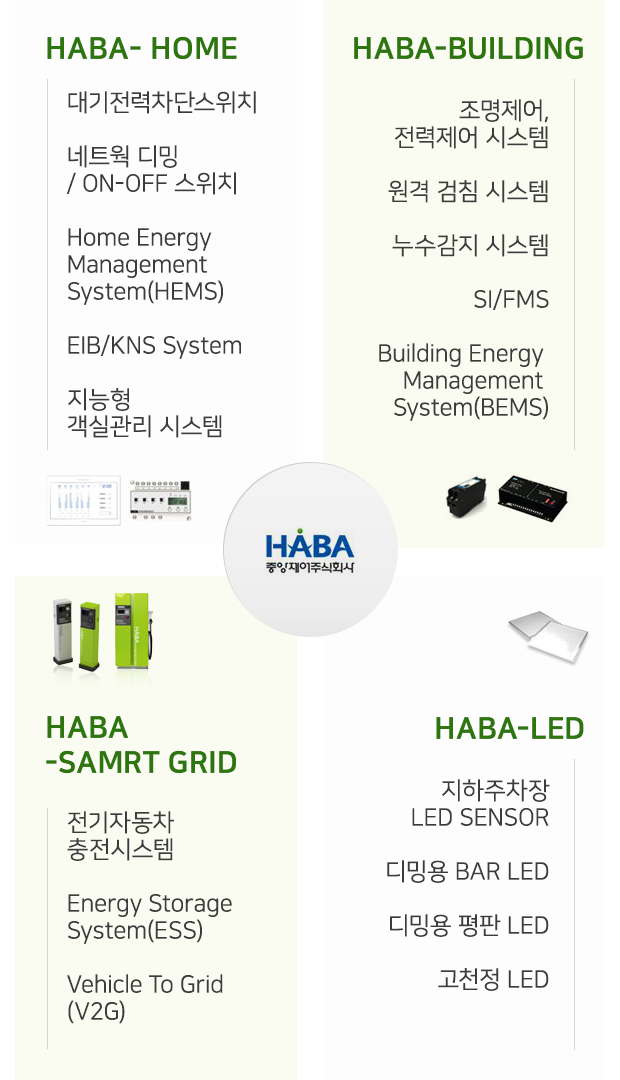 HABA- HOME
대기전력차단스위치
네트웍 디밍
/ ON-OFF 스위치
Home Energy
Management
System(HEMS)
EIB/KNS System
지능형
객실관리 시스템
HABA-BUILDING
조명제어,
전력제어 시스템
원격 검침 시스템
누수감지 시스템
SI/FMS
Building Energy
Management
System(BEMS)
HABA
중앙제이주식회사
HABA
-SAMRT GRID
전기자동차
충전시스템
Energy Storage
System(ESS)
Vehicle To Grid
(V2G)
HABA-LED
지하주차장
LED SENSOR
디밍용 BAR LED
디밍용 평판 LED
고천정 LED